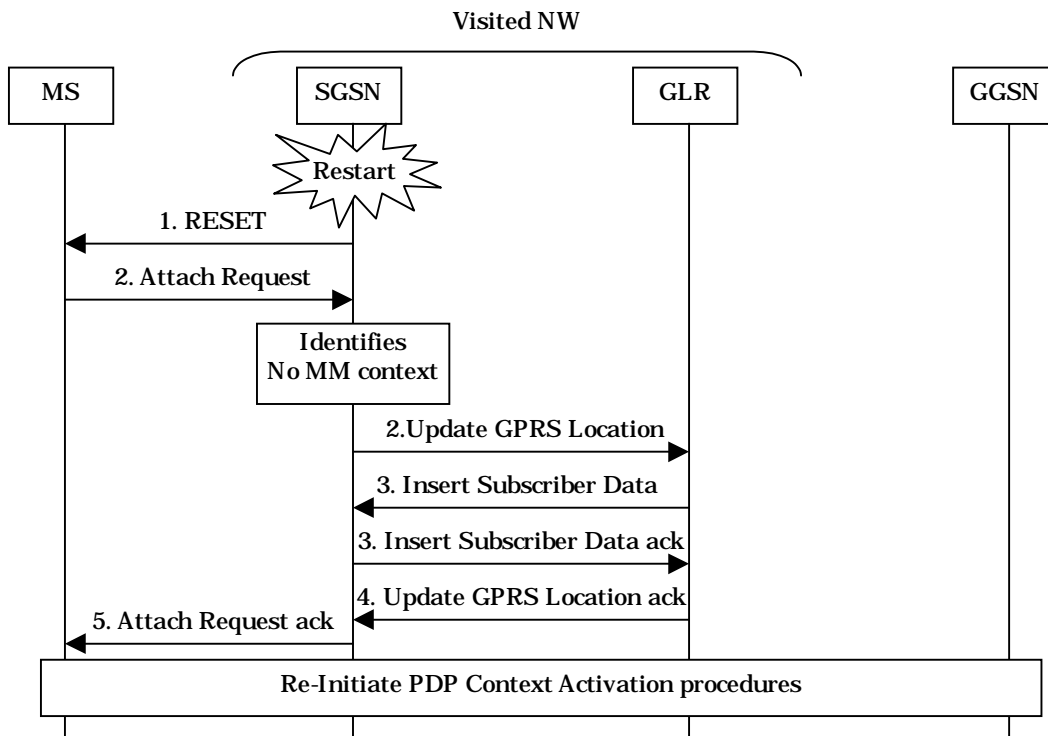 Visited NW
MS
SGSN
GLR
GGSN
Restart
1. RESET
2. Attach Request
Identifies
No MM context
2.Update GPRS Location
3. Insert Subscriber Data
3. Insert Subscriber Data ack
4. Update GPRS Location ack
5. Attach Request ack
Re-Initiate PDP Context Activation procedures